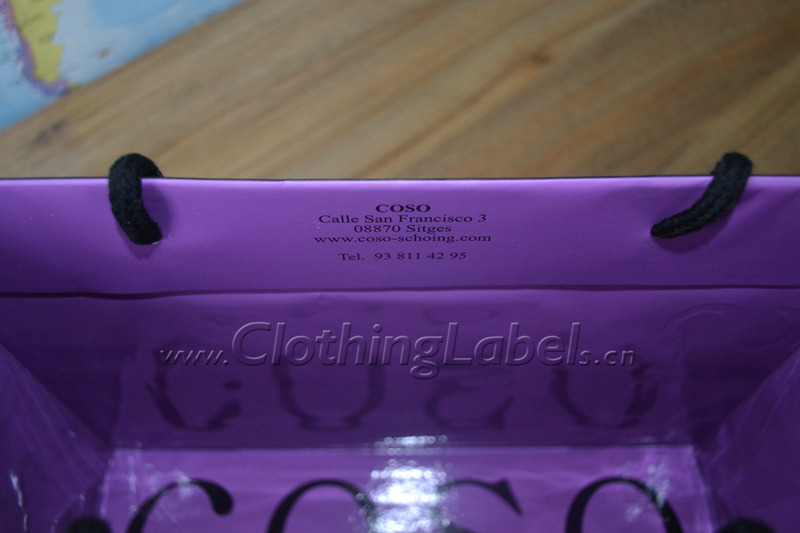 COSO
Calle San Francisco 3
08870 Sitges
www.coso-schoing.com
Tel. 93 811 42 95
www.ClothingLabels.cn
COSO